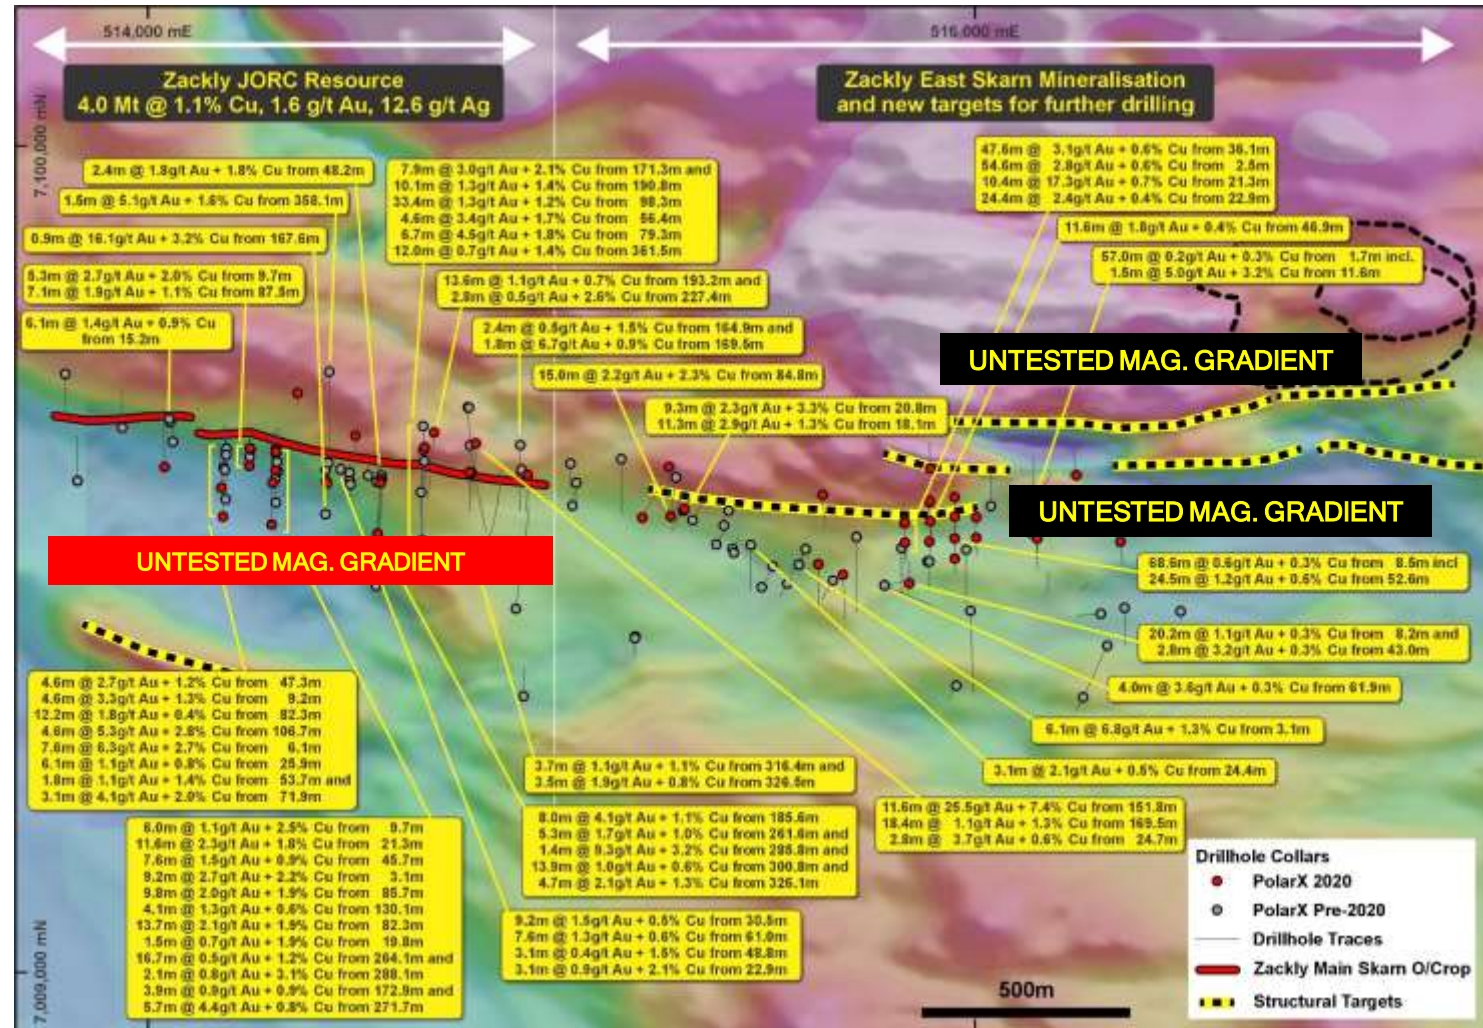 514,000 mE
516,000 mE
Zackly JORC Resource
4.0 Mt @ 1.1% Cu, 1.6 g/t Au, 12.6 g/t Ag
Zackly East Skarn Mineralisation
and new targets for further drilling
7,100,000 mN
2.4m @ 1.8g/t Au + 1.8% Cu from 48.2m
1.5m @ 5.1g/t Au + 1.6% Cu from 358.1m
0.9m @ 16.1g/t Au + 3.2% Cu from 167.6m
5.3m @ 2.7g/t Au + 2.0% Cu from 9.7m
7.1m @ 1.9g/t Au + 1.1% Cu from 87.5m
6.1m @ 1.4g/t Au + 0.9% Cu
from 15.2m
7.9m @ 3.0g/t Au + 2.1% Cu from 171.3m and
10.1m @ 1.3g/t Au + 1.4% Cu from 190.8m
33.4m @ 1.3g/t Au + 1.2% Cu from 98.3m
4.6m @ 3.4g/t Au + 1.7% Cu from 56.4m
6.7m @ 4.5g/t Au + 1.8% Cu from 79.3m
12.0m @ 0.7g/t Au + 1.4% Cu from 361.5m
13.6m @ 1.1g/t Au + 0.7% Cu from 193.2m and
2.8m @ 0.5g/t Au + 2.6% Cu from 227.4m
2.4m @ 0.5g/t Au + 1.5% Cu from 164.9m and
1.8m @ 6.7g/t Au + 0.9% Cu from 169.5m
15.0m @ 2.2g/t Au + 2.3% Cu from 84.8m
9.3m @ 2.3g/t Au + 3.3% Cu from 20.8m
11.3m @ 2.9g/t Au + 1.3% Cu from 18.1m
47.6m @ 3.1g/t Au + 0.6% Cu from 36.1m
54.6m @ 2.8g/t Au + 0.6% Cu from 2.5m
10.4m @ 17.3g/t Au + 0.7% Cu from 21.3m
24.4m @ 2.4g/t Au + 0.4% Cu from 22.9m
11.6m @ 1.8g/t Au + 0.4% Cu from 46.9m
57.0m @ 0.2g/t Au + 0.3% Cu from 1.7m incl.
1.5m @ 5.0g/t Au + 3.2% Cu from 11.6m
UNTESTED MAG. GRADIENT
UNTESTED MAG. GRADIENT
UNTESTED MAG. GRADIENT
68.6m @ 0.6g/t Au + 0.3% Cu from 8.5m incl
24.5m @ 1.2g/t Au + 0.6% Cu from 52.6m
20.2m @ 1.1g/t Au + 0.3% Cu from 8.2m and
2.8m @ 3.2g/t Au + 0.3% Cu from 43.0m
4.0m @ 3.6g/t Au + 0.3% Cu from 61.9m
6.1m @ 6.8g/t Au + 1.3% Cu from 3.1m
3.1m @ 2.1g/t Au + 0.5% Cu from 24.4m
11.6m @ 25.5g/t Au + 7.4% Cu from 151.8m
18.4m @ 1.1g/t Au + 1.3% Cu from 169.5m
2.8m @ 3.7g/t Au + 0.6% Cu from 24.7m
4.6m @ 2.7g/t Au + 1.2% Cu from 47.3m
4.6m @ 3.3g/t Au + 1.3% Cu from 9.2m
12.2m @ 1.8g/t Au + 0.4% Cu from 82.3m
4.6m @ 5.3g/t Au + 2.8% Cu from 106.7m
7.6m @ 6.3g/t Au + 2.7% Cu from 6.1m
6.1m @ 1.1g/t Au + 0.8% Cu from 25.9m
1.8m @ 1.1g/t Au + 1.4% Cu from 53.7m and
3.1m @ 4.1g/t Au + 2.0% Cu from 71.9m
3.7m @ 1.1g/t Au + 1.1% Cu from 316.4m and
3.5m @ 1.9g/t Au + 0.8% Cu from 326.5m
8.0m @ 4.1g/t Au + 1.1% Cu from 185.6m
5.3m @ 1.7g/t Au + 1.0% Cu from 261.6m and
1.4m @ 9.3g/t Au + 3.2% Cu from 285.8m and
13.9m @ 1.0g/t Au + 0.6% Cu from 300.8m and
4.7m @ 2.1g/t Au + 1.3% Cu from 326.1m
6.0m @ 1.1g/t Au + 2.5% Cu from 9.7m
11.6m @ 2.3g/t Au + 1.8% Cu from 21.3m
7.6m @ 1.5g/t Au + 0.9% Cu from 45.7m
9.2m @ 2.7g/t Au + 2.2% Cu from 3.1m
9.8m @ 2.0g/t Au + 1.9% Cu from 85.7m
4.1m @ 1.3g/t Au + 0.6% Cu from 130.1m
13.7m @ 2.1g/t Au + 1.9% Cu from 82.3m
1.5m @ 0.7g/t Au + 1.9% Cu from 19.8m
16.7m @ 0.5g/t Au + 1.2% Cu from 264.1m and
2.1m @ 0.8g/t Au + 3.1% Cu from 288.1m
3.9m @ 0.9g/t Au + 0.9% Cu from 172.9m and
5.7m @ 4.4g/t Au + 0.8% Cu from 271.7m
9.2m @ 1.5g/t Au + 0.5% Cu from 30.5m
7.6m @ 1.3g/t Au + 0.6% Cu from 61.0m
3.1m @ 0.4g/t Au + 1.5% Cu from 48.8m
3.1m @ 0.9g/t Au + 2.1% Cu from 22.9m
7,009,000 mN
500m
Drillhole Collars
PolarX 2020
PolarX Pre-2020
Drillhole Traces
Zackly Main Skarn O/Crop
Structural Targets